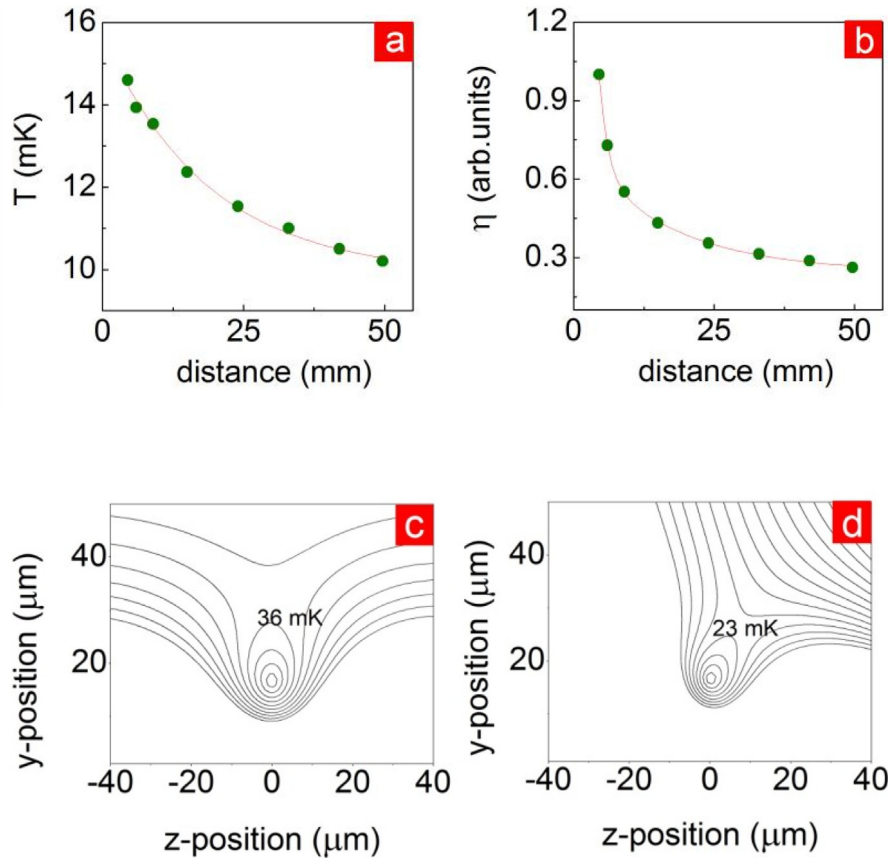 a
16
14
12
10
T (mK)
0
25
50
distance (mm)
b
1.2
0.9
0.6
0.3
η (arb.units)
0
25
50
distance (mm)
c
40
20
y-position (μm)
36 mK
-40
-20
0
20
40
z-position (μm)
d
40
20
y-position (μm)
23 mK
-40
-20
0
20
40
z-position (μm)